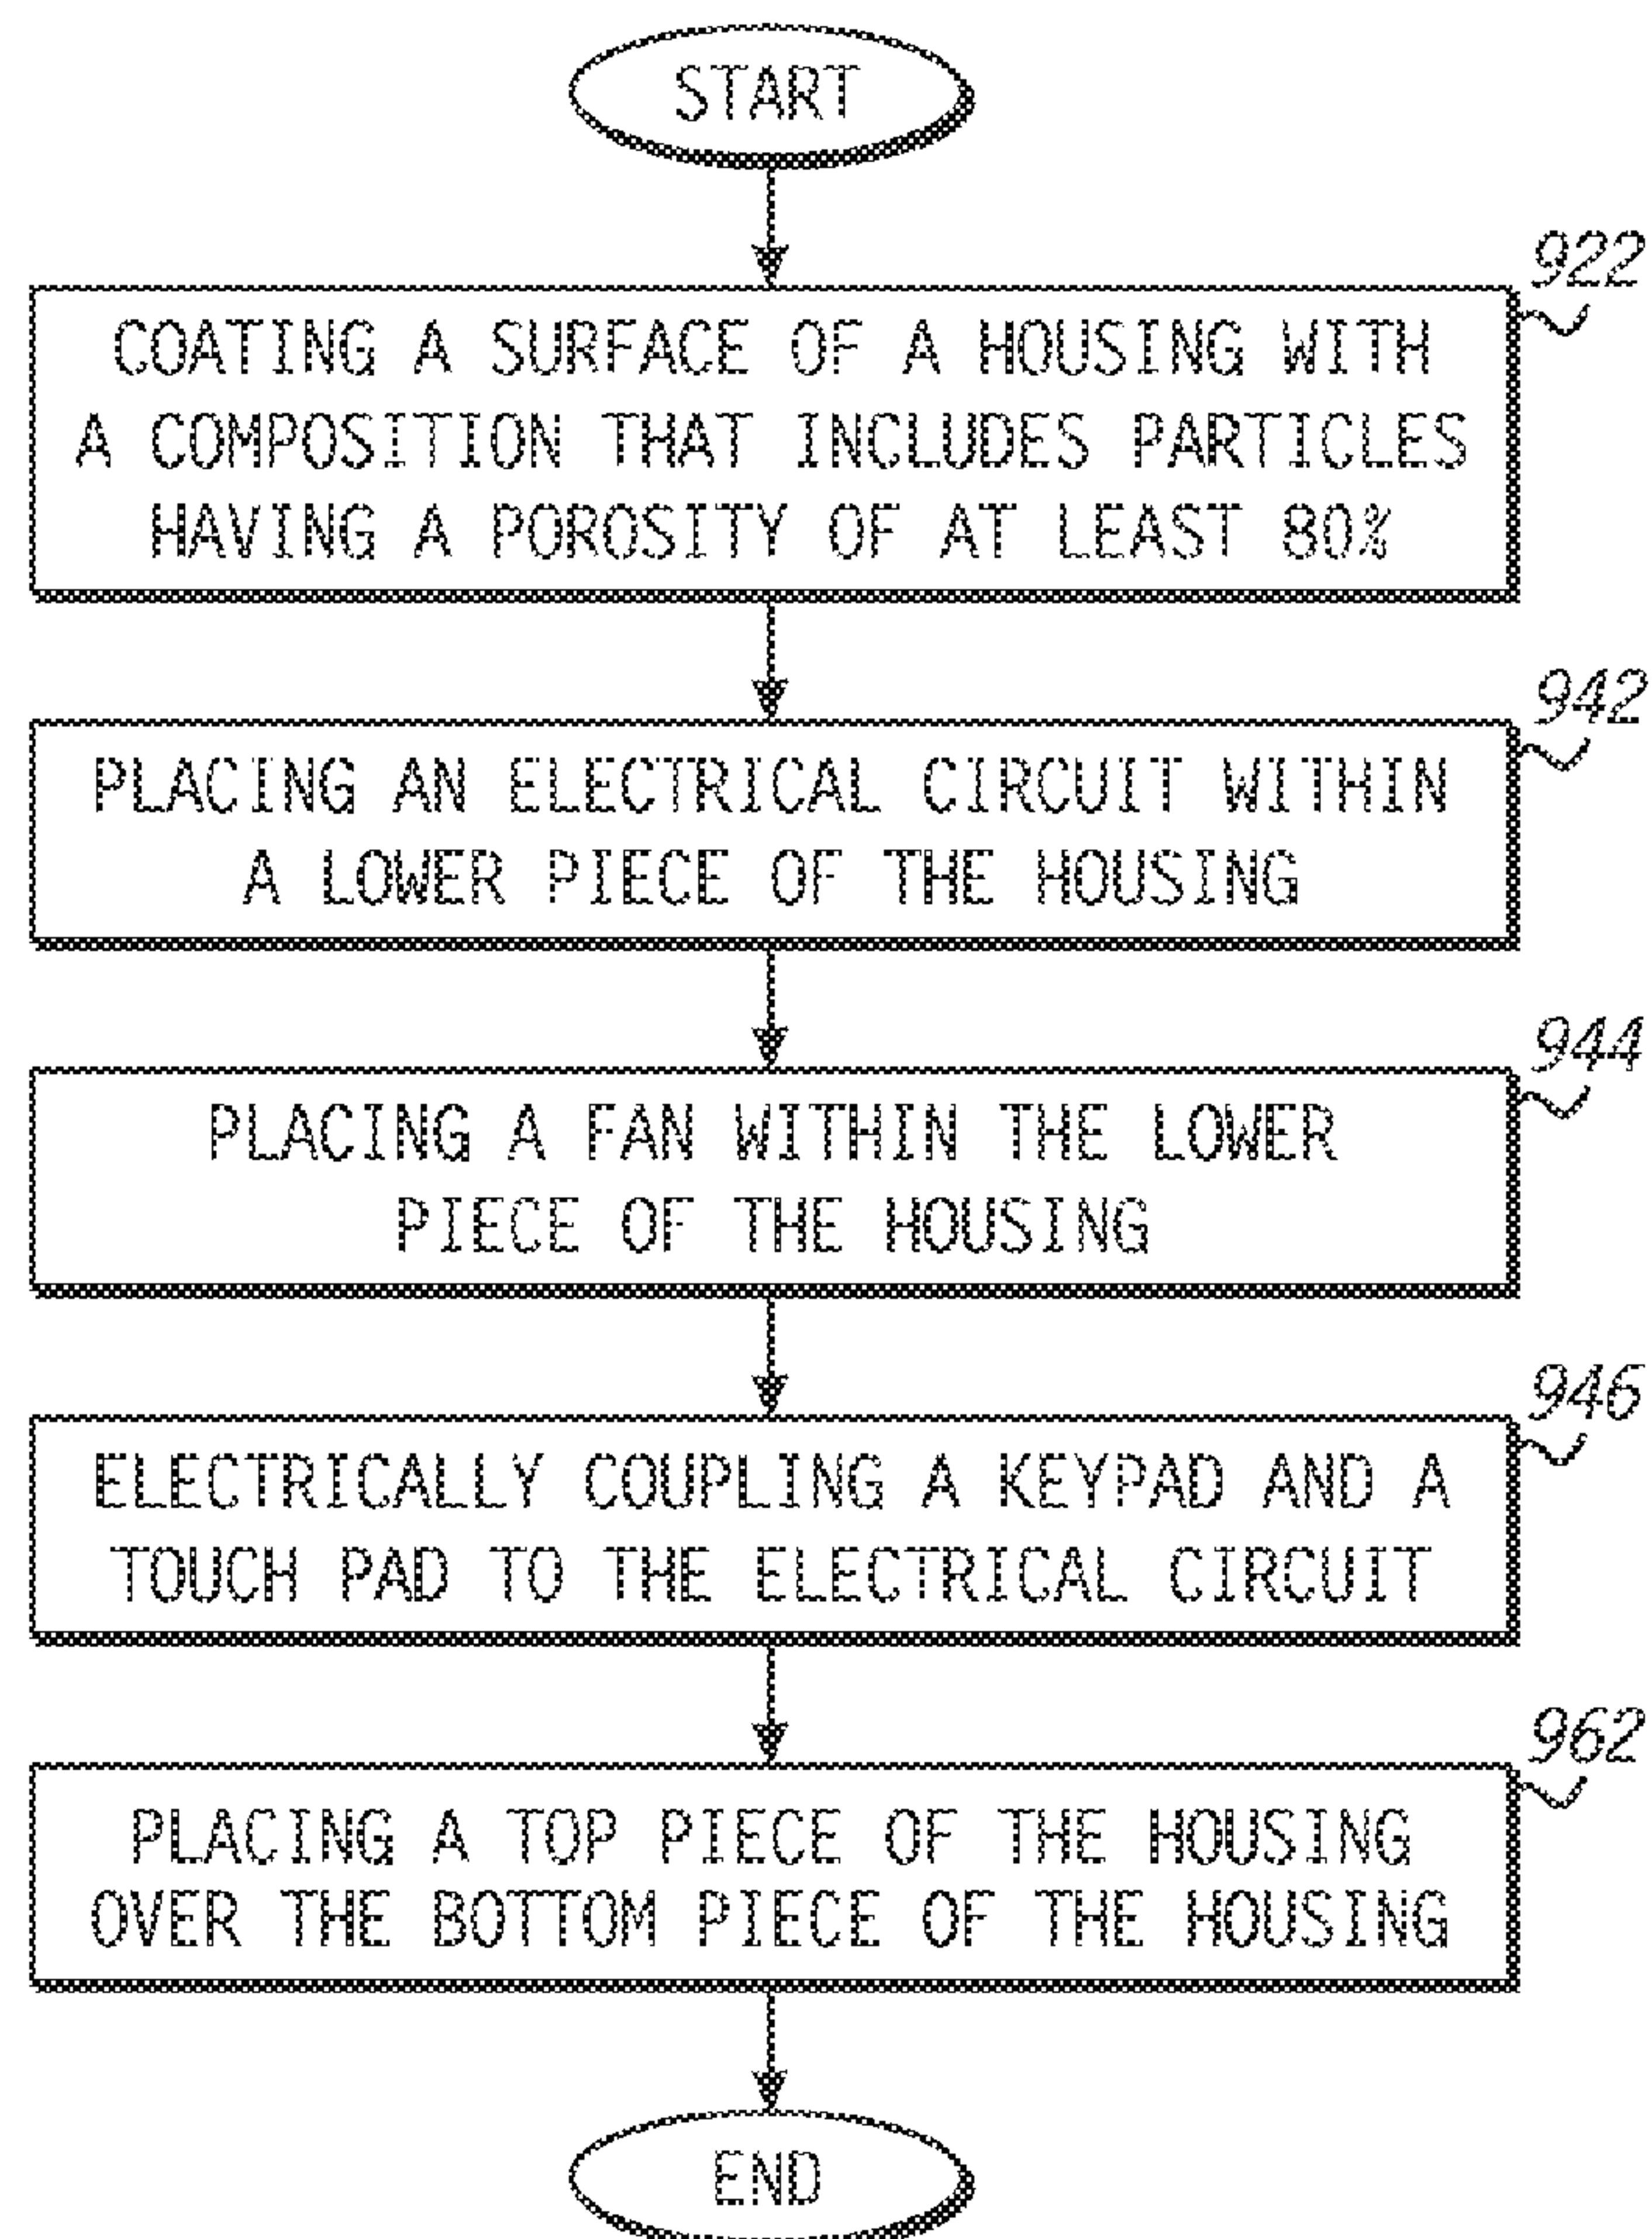 START
922
COATING A SURFACE OF A HOUSING WITH
A COMPOSITION THAT INCLUDES PARTICLES
HAVING A POROSITY OF AT LEAST 80%
942
PLACING AN ELECTRICAL CIRCUIT WITHIN
A LOWER PIECE OF THE HOUSING
944
PLACING A FAN WITHIN THE LOWER
PIECE OF THE HOUSING
946
ELECTRICALLY COUPLING A KEYPAD AND A
TOUCH PAD TO THE ELECTRICAL CIRCUIT
962
PLACING A TOP PIECE OF THE HOUSING
OVER THE BOTTOM PIECE OF THE HOUSING
END